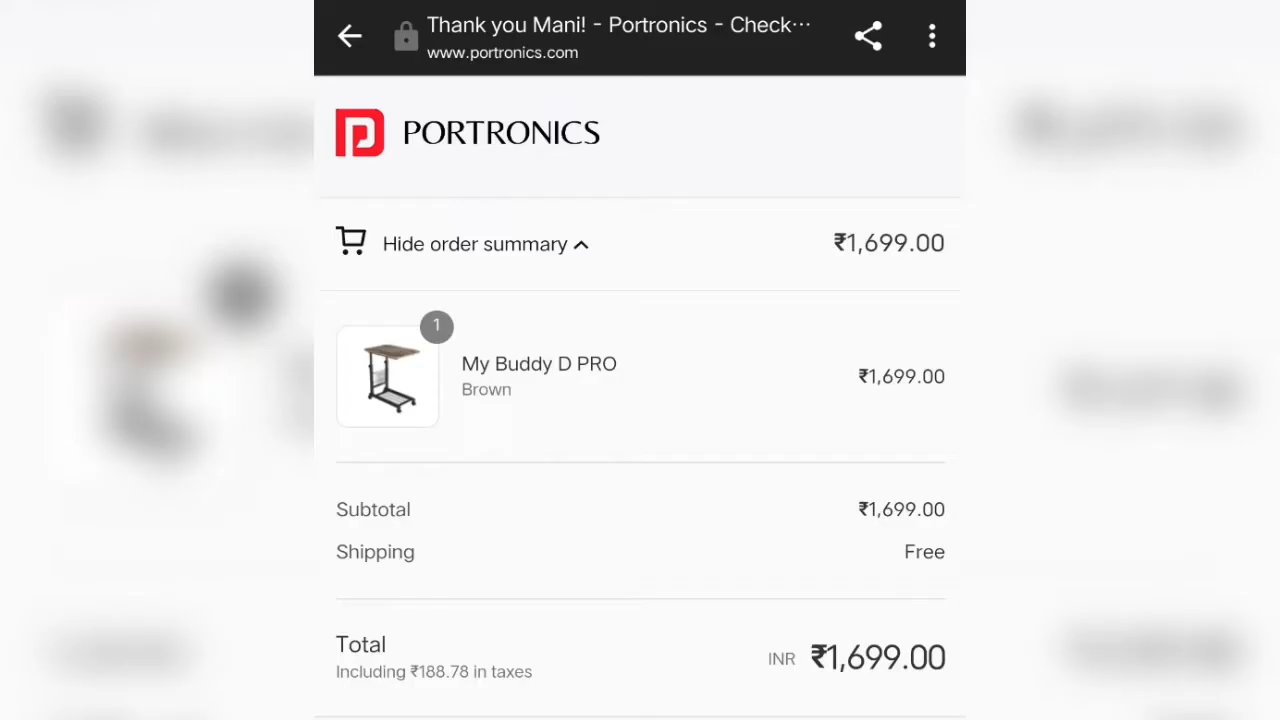 Thank you Mani! - Portronics - Check···
www.portronics.com
PORTRONICS
Hide order summary ₹1,699.00
1
My Buddy D PRO
Brown
₹1,699.00
Subtotal ₹1,699.00
Shipping Free
Total
Including ₹188.78 in taxes
INR ₹1,699.00